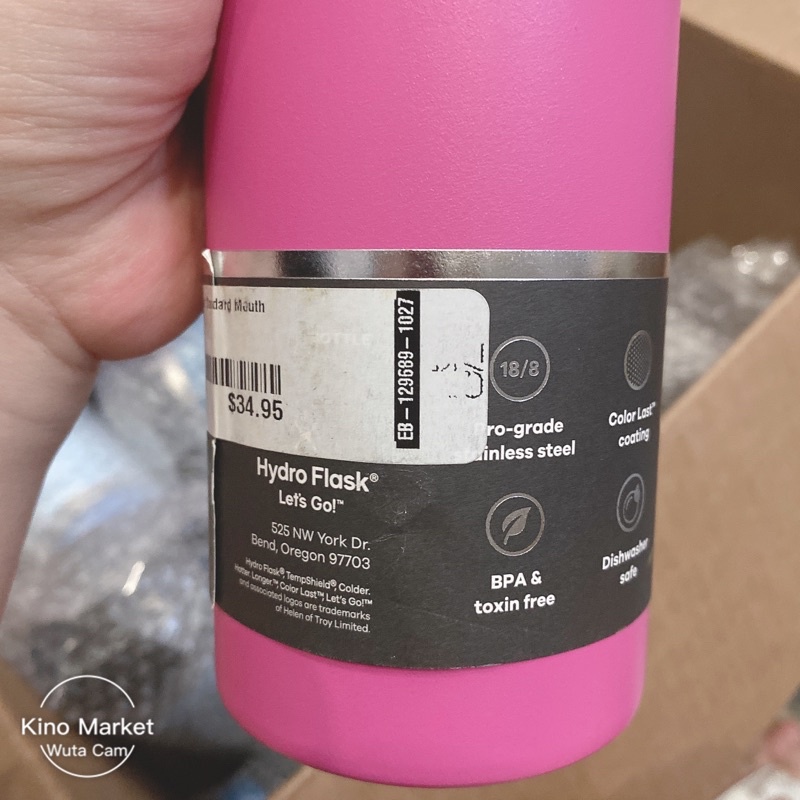 Standard Mouth
$34.95
EB-129689-1027
18/8
Pro-grade
stainless steel
Color Last™
coating
BPA &
toxin free
Dishwasher
safe
Hydro Flask®
Let's Go!™
525 NW York Dr.
Bend, Oregon 97703
Hydro Flask®, TempShield®, Colder.
Hotter. Longer™, Color Last™, Let's Go!™
and associated logos are trademarks
of Helen of Troy Limited.
Kino Market
Wuta Cam